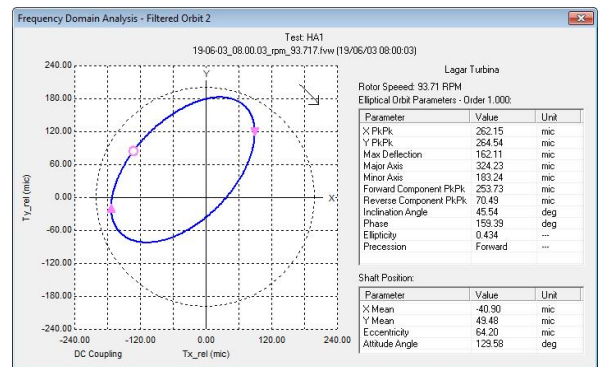 Frequency Domain Analysis - Filtered Orbit 2
Test: HA1
19-06-03_08.00.03_rpm_93.717.fvw (19/06/03 08:00:03)
Lagar Turbina
Rotor Speeed: 93.71 RPM
Elliptical Orbit Parameters - Order 1.000:
Parameter Value Unit
X PkPk 262.15 mic
Y PkPk 264.54 mic
Max Deflection 162.11 mic
Major Axis 324.23 mic
Minor Axis 183.24 mic
Forward Component PkPk 253.73 mic
Reverse Component PkPk 70.49 mic
Inclination Angle 45.54 deg
Phase 159.39 deg
Ellipicity 0.434 ---
Precession Forward ---
Shaft Position:
Parameter Value Unit
X Mean -40.90 mic
Y Mean 49.48 mic
Eccentricity 64.20 mic
Attitude Angle 129.58 deg
240.00
180.00
120.00
60.00
0.00
-60.00
-120.00
-180.00
-240.00
Ty_rel (mic)
Y
X
-240.00 -120.00 0.00 120.00 240.00
DC Coupling Tx_rel (mic)